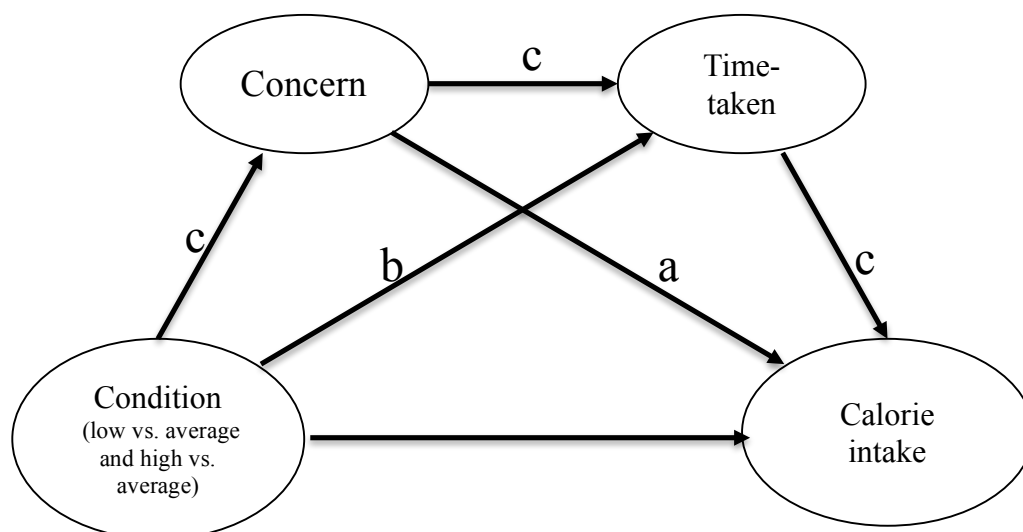 c
Concern
Time-
taken
c
b
a
c
Condition
(low vs. average
and high vs.
average)
Calorie
intake